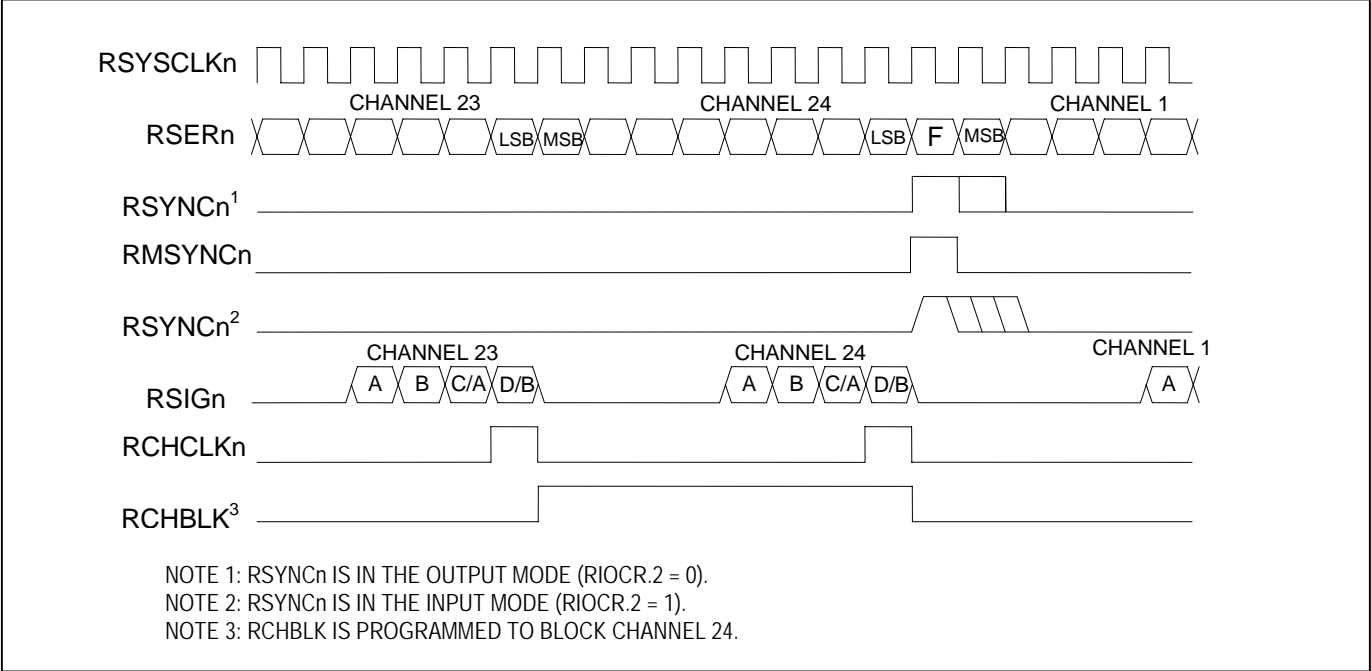 RSYSCLKn
CHANNEL 23 CHANNEL 24 CHANNEL 1
RSERn LSB MSB LSB F MSB
RSYNCn1
RMSYNCn
RSYNCn2
CHANNEL 23 CHANNEL 24 CHANNEL 1
RSIGn A B C/A D/B A B C/A D/B A
RCHCLKn
RCHBLK3
NOTE 1: RSYNCn IS IN THE OUTPUT MODE (RIOCR.2 = 0).
NOTE 2: RSYNCn IS IN THE INPUT MODE (RIOCR.2 = 1).
NOTE 3: RCHBLK IS PROGRAMMED TO BLOCK CHANNEL 24.